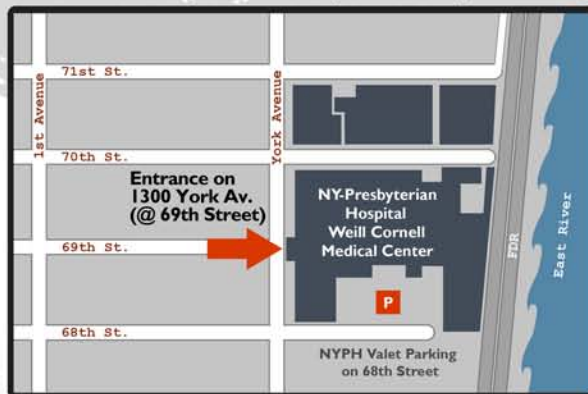 71st St.
1st Avenue
York Avenue
70th St.
Entrance on
1300 York Av.
(@ 69th Street)
NY-Presbyterian
Hospital
Weill Cornell
Medical Center
69th St.
FDR
East River
P
68th St.
NYPH Valet Parking
on 68th Street